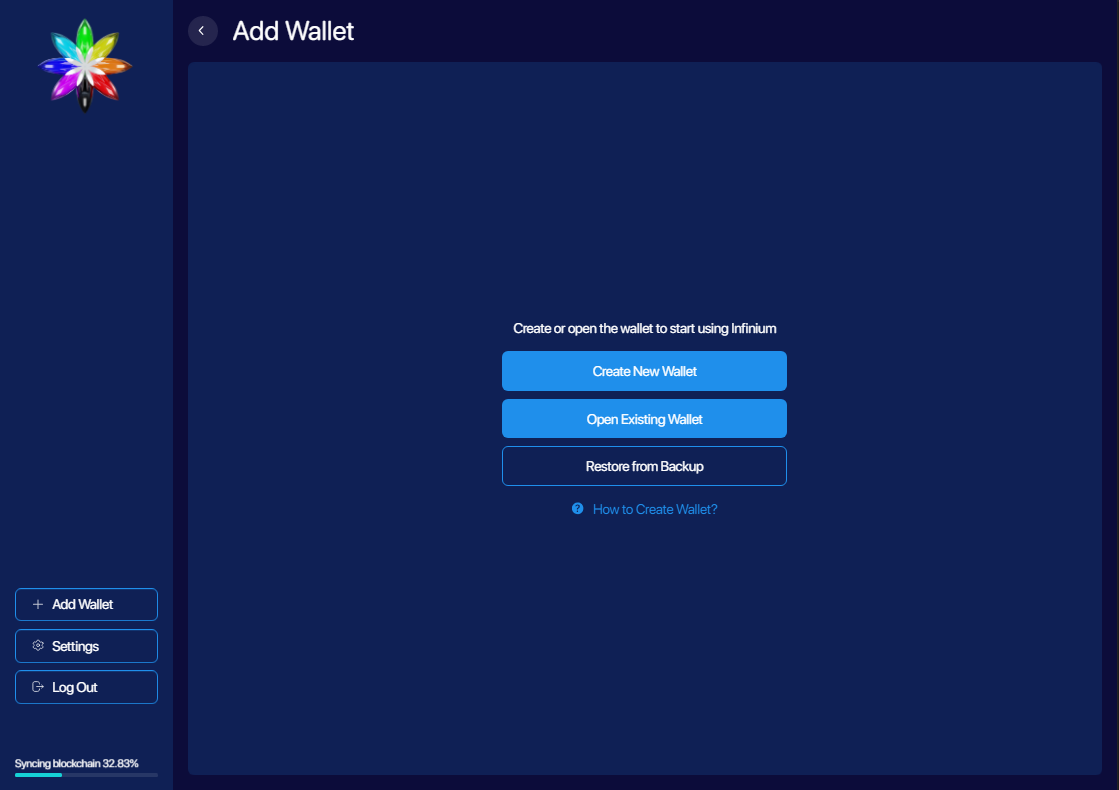 Add Wallet
Create or open the wallet to start using Infinium
Create New Wallet
Open Existing Wallet
Restore from Backup
? How to Create Wallet?
Add Wallet
Settings
Log Out
Syncing blockchain 32.83%